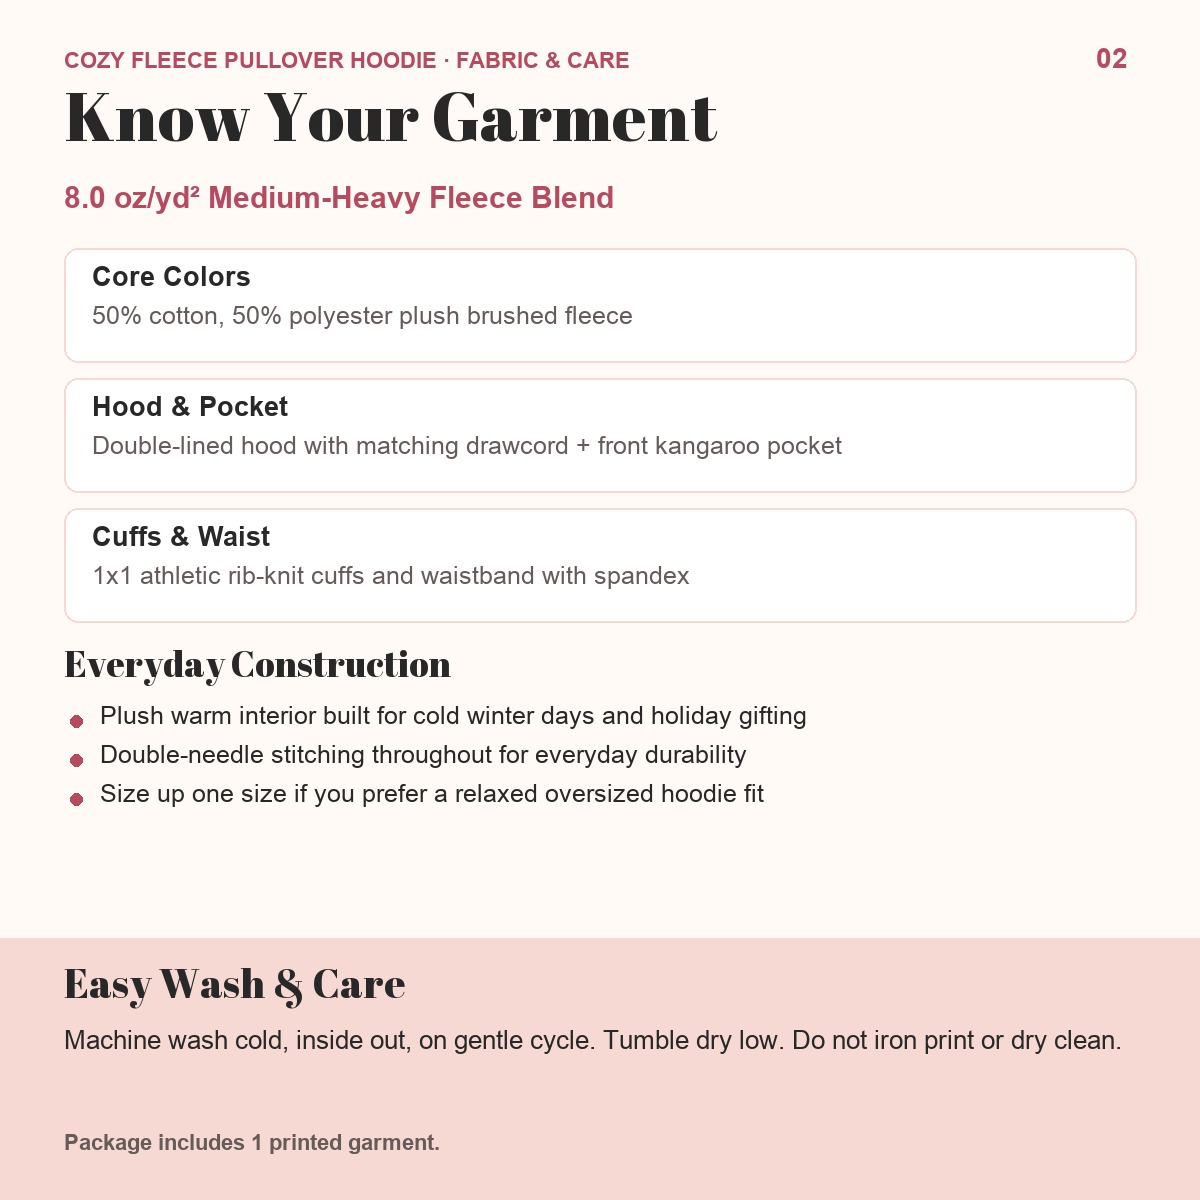 COZY FLEECE PULLOVER HOODIE · FABRIC & CARE
02
Know Your Garment
8.0 oz/yd² Medium-Heavy Fleece Blend
Core Colors
50% cotton, 50% polyester plush brushed fleece
Hood & Pocket
Double-lined hood with matching drawcord + front kangaroo pocket
Cuffs & Waist
1x1 athletic rib-knit cuffs and waistband with spandex
Everyday Construction
Plush warm interior built for cold winter days and holiday gifting
Double-needle stitching throughout for everyday durability
Size up one size if you prefer a relaxed oversized hoodie fit
Easy Wash & Care
Machine wash cold, inside out, on gentle cycle. Tumble dry low. Do not iron print or dry clean.
Package includes 1 printed garment.